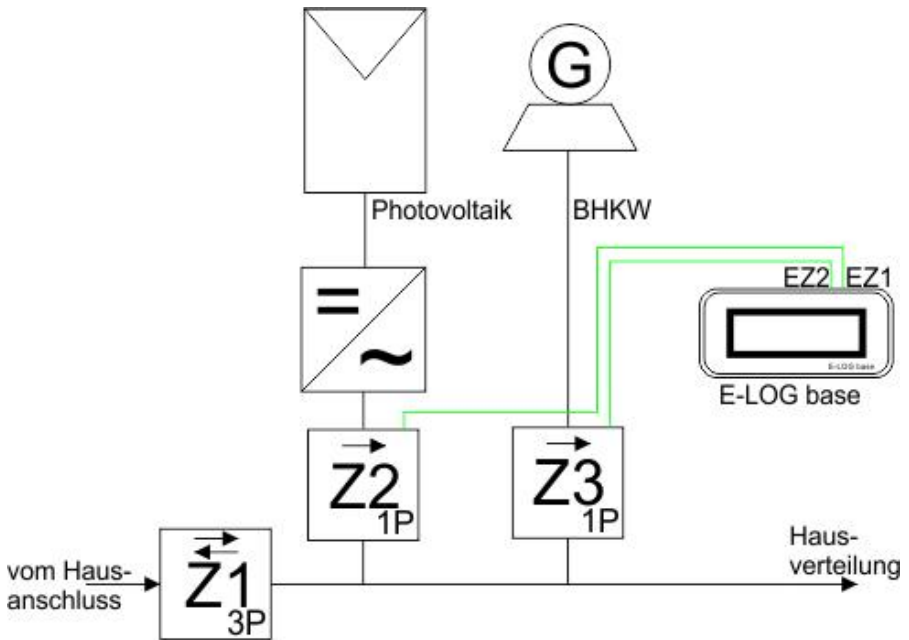 G
Photovoltaik
BHKW
EZ2 EZ1
E-LOG base
E-LOG base
Z2
1P
Z3
1P
Haus-
verteilung
vom Haus-
anschluss
Z1
3P